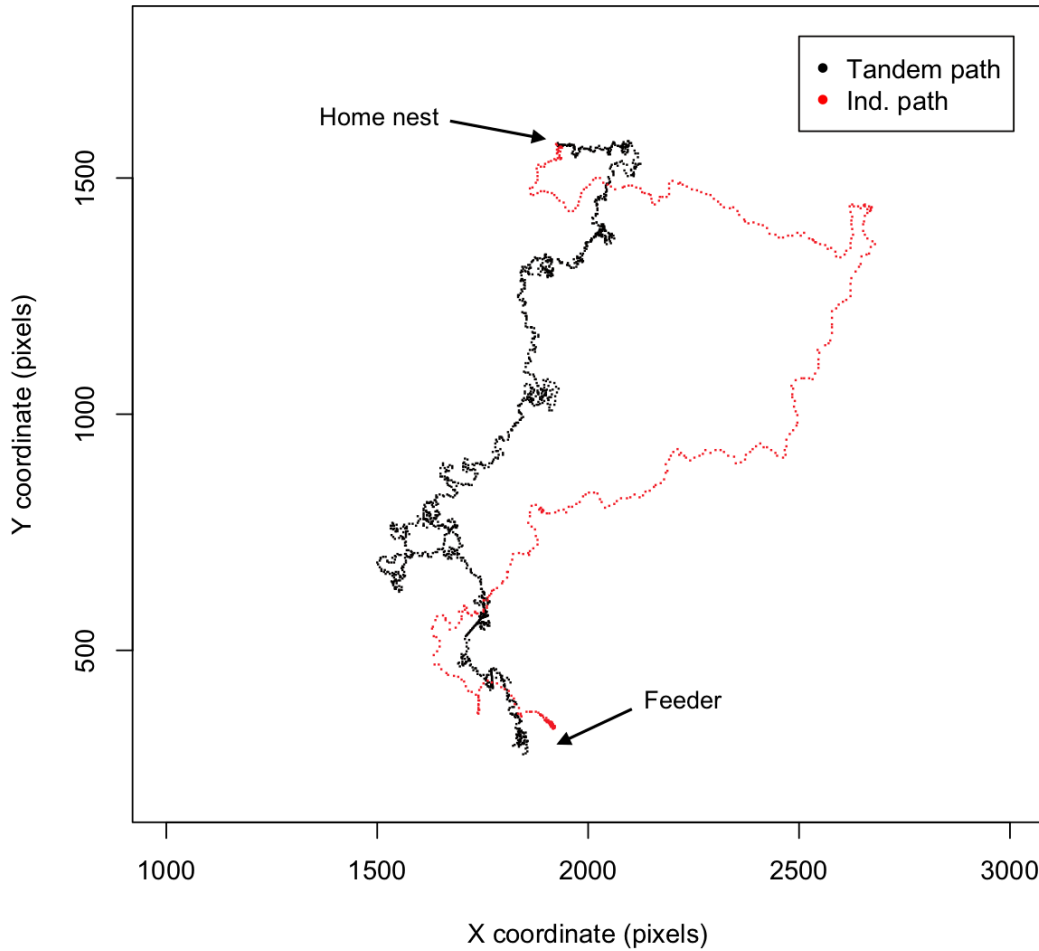 Tandem path
Ind. path
Home nest
Feeder
1500
1000
500
Y coordinate (pixels)
1000
1500
2000
2500
3000
X coordinate (pixels)